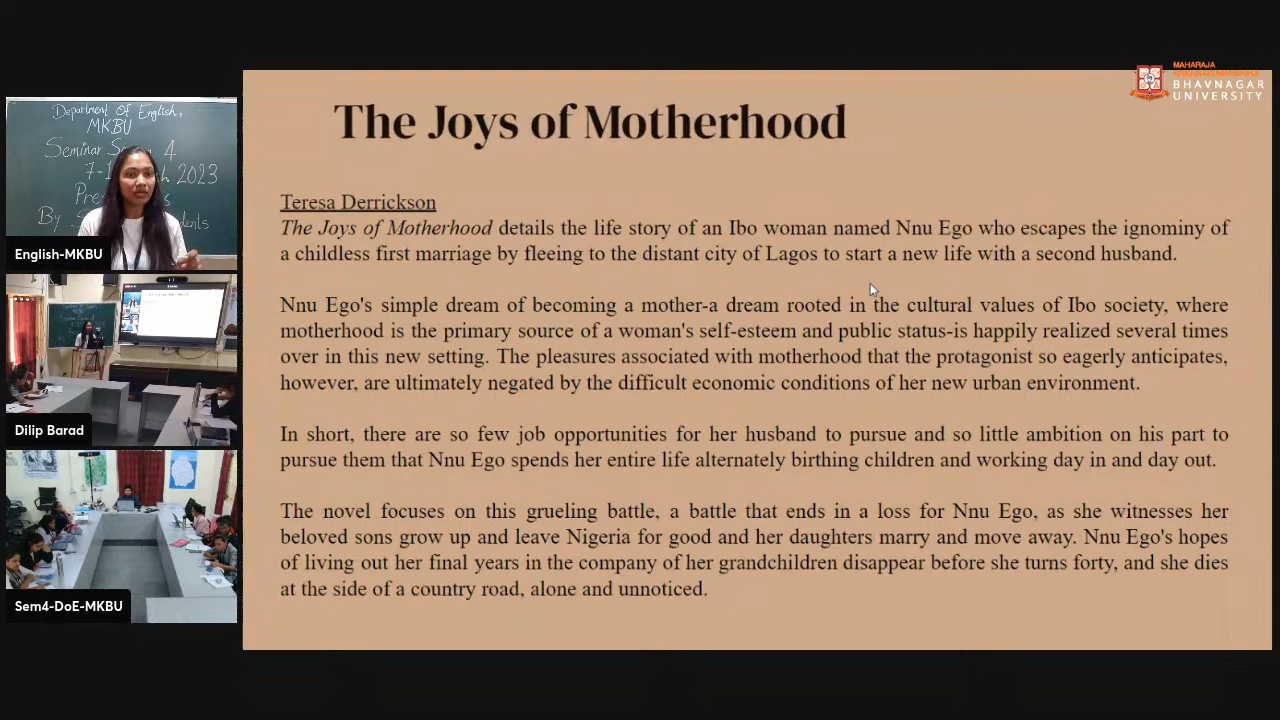 MAHARAJA
KRISHNAKUMARSINHJI
BHAVNAGAR
UNIVERSITY
The Joys of Motherhood
Teresa Derrickson
The Joys of Motherhood details the life story of an Ibo woman named Nnu Ego who escapes the ignominy of
a childless first marriage by fleeing to the distant city of Lagos to start a new life with a second husband.
Nnu Ego's simple dream of becoming a mother-a dream rooted in the cultural values of Ibo society, where
motherhood is the primary source of a woman's self-esteem and public status-is happily realized several times
over in this new setting. The pleasures associated with motherhood that the protagonist so eagerly anticipates,
however, are ultimately negated by the difficult economic conditions of her new urban environment.
In short, there are so few job opportunities for her husband to pursue and so little ambition on his part to
pursue them that Nnu Ego spends her entire life alternately birthing children and working day in and day out.
The novel focuses on this grueling battle, a battle that ends in a loss for Nnu Ego, as she witnesses her
beloved sons grow up and leave Nigeria for good and her daughters marry and move away. Nnu Ego's hopes
of living out her final years in the company of her grandchildren disappear before she turns forty, and she dies
at the side of a country road, alone and unnoticed.
Department Of English,
MKBU
Seminar 4
2023
By
English-MKBU
Dilip Barad
Sem4-DoE-MKBU